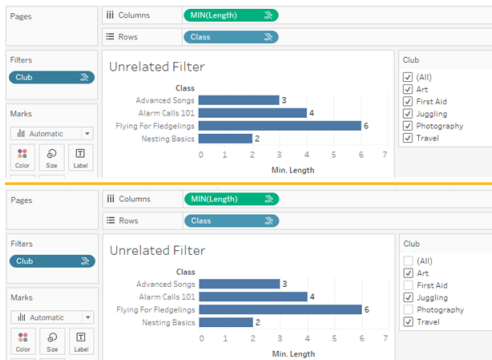 Pages
Columns MIN(Length)
Rows Class
Filters
Club
Marks
Automatic
Color Size Label
Unrelated Filter
Class
Advanced Songs 3
Alarm Calls 101 4
Flying For Fledgelings 6
Nesting Basics 2
0 1 2 3 4 5 6 7
Min. Length
Club
(All)
Art
First Aid
Juggling
Photography
Travel
Pages
Columns MIN(Length)
Rows Class
Filters
Club
Marks
Automatic
Color Size Label
Unrelated Filter
Class
Advanced Songs 3
Alarm Calls 101 4
Flying For Fledgelings 6
Nesting Basics 2
0 1 2 3 4 5 6 7
Min. Length
Club
(All)
Art
First Aid
Juggling
Photography
Travel